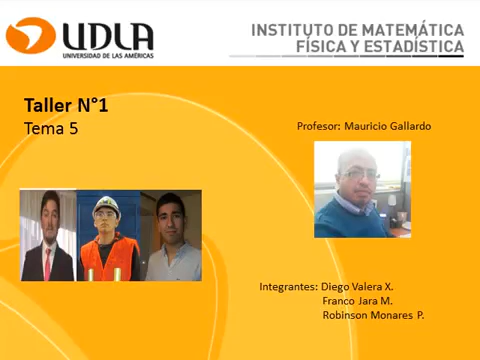 UDLA
UNIVERSIDAD DE LAS AMÉRICAS
INSTITUTO DE MATEMÁTICA
FÍSICA Y ESTADÍSTICA
Taller N°1
Tema 5
Profesor: Mauricio Gallardo
Integrantes: Diego Valera X.
Franco Jara M.
Robinson Monares P.